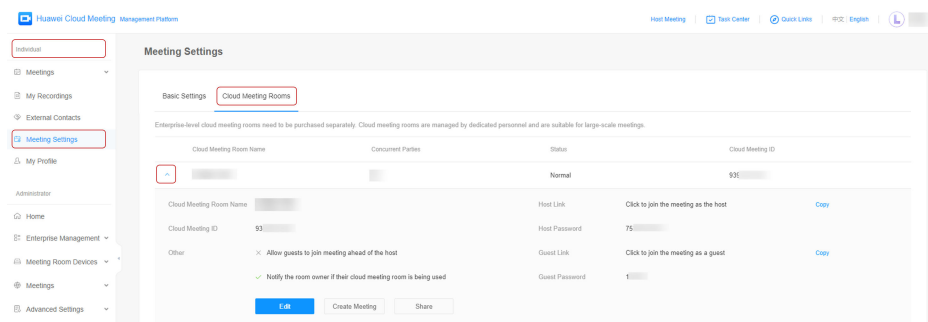 Huawei Cloud Meeting Management Platform
Host Meeting Task Center Quick Links 中文 English L
Individual
Meetings
My Recordings
External Contacts
Meeting Settings
My Profile
Administrator
Home
Enterprise Management
Meeting Room Devices
Meetings
Advanced Settings
Meeting Settings
Basic Settings Cloud Meeting Rooms
Enterprise-level cloud meeting rooms need to be purchased separately. Cloud meeting rooms are managed by dedicated personnel and are suitable for large-scale meetings.
Cloud Meeting Room Name Concurrent Parties Status Cloud Meeting ID
Normal 939
Cloud Meeting Room Name Host Link Click to join the meeting as the host Copy
Cloud Meeting ID 93 Host Password 75
Other Allow guests to join meeting ahead of the host Guest Link Click to join the meeting as a guest Copy
Notify the room owner if their cloud meeting room is being used Guest Password 1
Edit Create Meeting Share